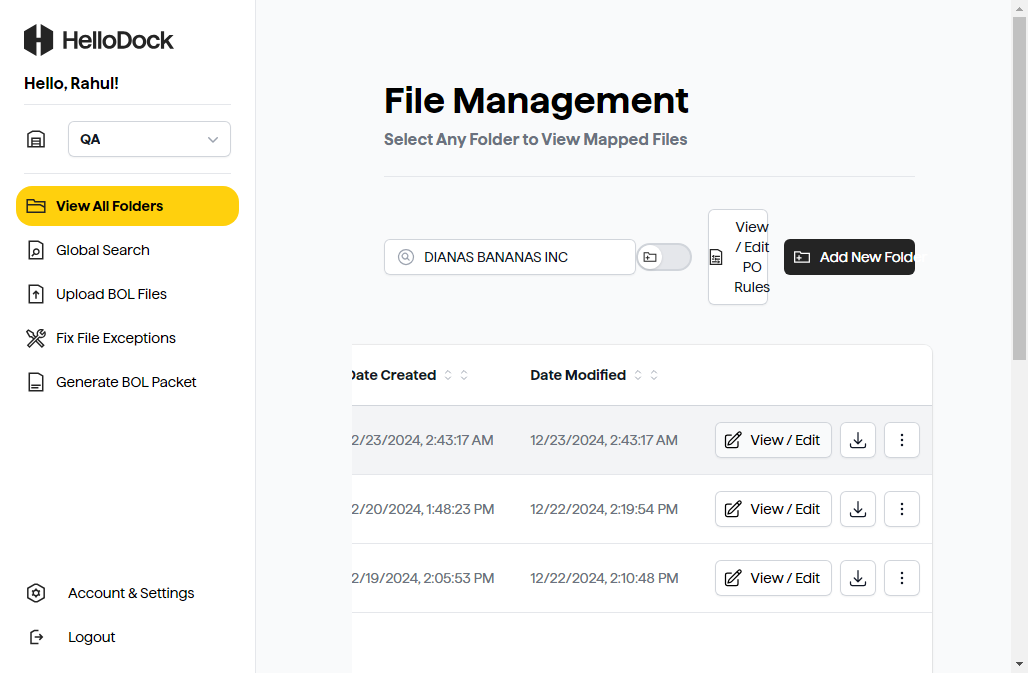 HelloDock
Hello, Rahul!
QA
View All Folders
Global Search
Upload BOL Files
Fix File Exceptions
Generate BOL Packet
Account & Settings
Logout
File Management
Select Any Folder to View Mapped Files
DIANAS BANANAS INC
View
/ Edit
PO
Rules
Add New Folde
Date Created
Date Modified
2/23/2024, 2:43:17 AM
12/23/2024, 2:43:17 AM
View / Edit
2/20/2024, 1:48:23 PM
12/22/2024, 2:19:54 PM
View / Edit
2/19/2024, 2:05:53 PM
12/22/2024, 2:10:48 PM
View / Edit